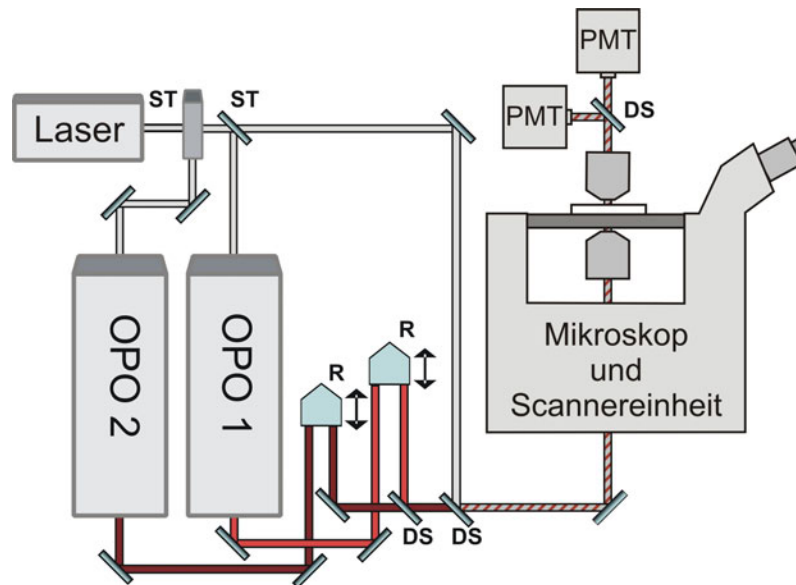 PMT
ST
ST
Laser
PMT
DS
OPO 2
OPO 1
R
R
Mikroskop
und
Scannereinheit
DS
DS